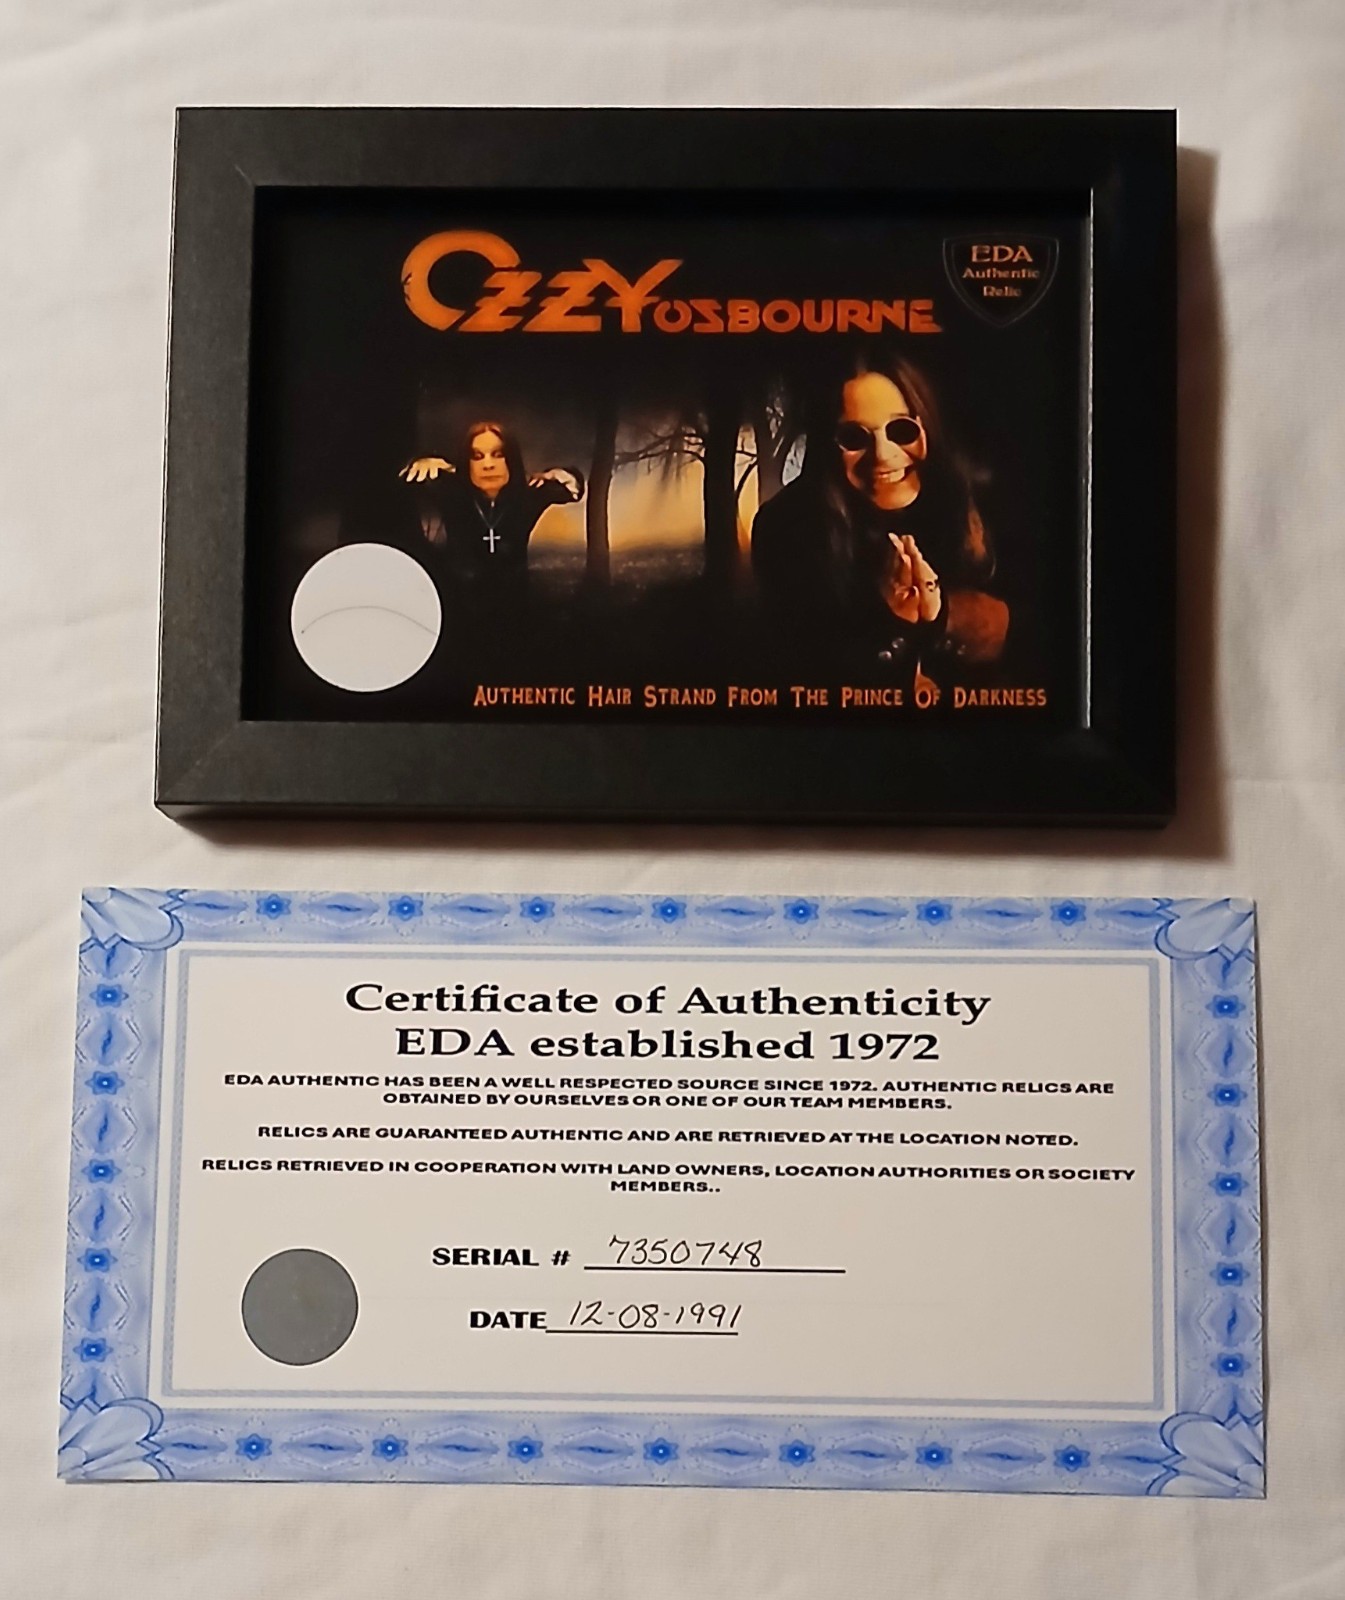 OZZY OSBOURNE
EDA
Authentic
Relic
AUTHENTIC HAIR STRAND FROM THE PRINCE OF DARKNESS
Certificate of Authenticity
EDA established 1972
EDA AUTHENTIC HAS BEEN A WELL RESPECTED SOURCE SINCE 1972. AUTHENTIC RELICS ARE
OBTAINED BY OURSELVES OR ONE OF OUR TEAM MEMBERS.
RELICS ARE GUARANTEED AUTHENTIC AND ARE RETRIEVED AT THE LOCATION NOTED.
RELICS RETRIEVED IN COOPERATION WITH LAND OWNERS, LOCATION AUTHORITIES OR SOCIETY
MEMBERS..
SERIAL # 7350748
DATE 12-08-1991